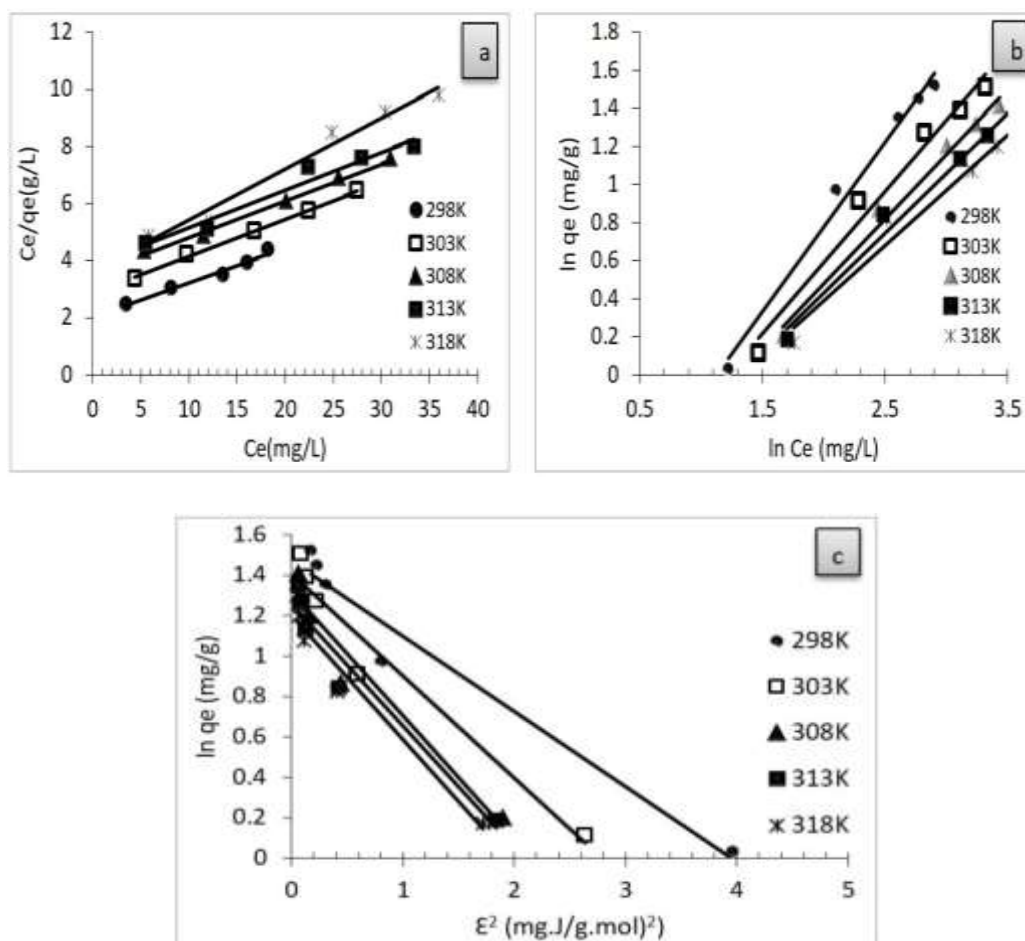 a
12
10
8
6
4
2
0
Ce/qe(g/L)
298K
303K
308K
313K
318K
0 5 10 15 20 25 30 35 40
Ce(mg/L)
b
1.8
1.6
1.4
1.2
1
0.8
0.6
0.4
0.2
0
ln qe (mg/g)
298K
303K
308K
313K
318K
0.5 1.5 2.5 3.5
ln Ce (mg/L)
c
1.6
1.4
1.2
1
0.8
0.6
0.4
0.2
0
ln qe (mg/g)
298K
303K
308K
313K
318K
0 1 2 3 4 5
Ɛ² (mg.J/g.mol)²)